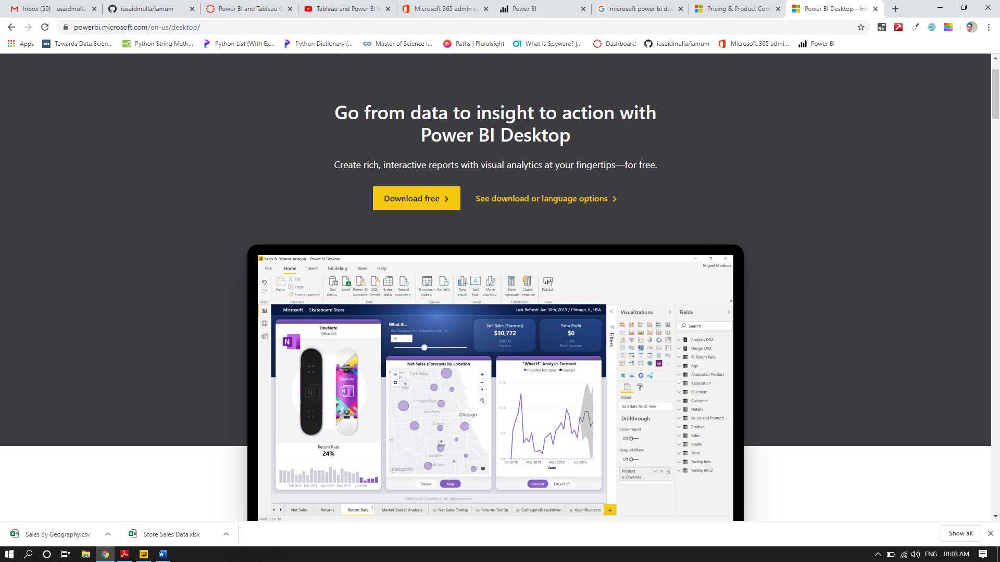 Inbox (59) - usaidmulla
iusaidmulla/iamum
Power BI and Tableau C
Tableau and Power BI li
Microsoft 365 admin ce
Power BI
microsoft power bi des
Pricing & Product Com
Power BI Desktop—Inte
powerbi.microsoft.com/en-us/desktop/
Apps
Towards Data Scien...
Python String Meth...
Python List (With Ex...
Python Dictionary (...
Master of Science i...
Paths | Pluralsight
What is Spyware? |...
Dashboard
iusaidmulla/iamum
Microsoft 365 admi...
Power BI
Go from data to insight to action with
Power BI Desktop
Create rich, interactive reports with visual analytics at your fingertips—for free.
Download free
See download or language options
Sales & Returns Analysis - Power BI Desktop
Miguel Martinez
File Home Insert Modeling View Help
Paste
Cut
Copy
Format painter
Get data
Excel
Power BI datasets
SQL Server
Enter data
Recent sources
Transform data
Refresh
New visual
Text box
More visuals
New measure
Quick measure
Publish
Undo
Clipboard
Data
Queries
Insert
Calculations
Share
Microsoft | Skateboard Store
Last Refresh: Jun 30th, 2019 / Chicago, IL, USA
OneNote
Office 365
OneNote
Return Rate
24%
Feb 2019 Mar 2019 Apr 2019 May 2019 Jun 2019
What If...
We Decrease Our Return Rate (%) to:
25
Net Sales (Forecast)
$30,772
$30,772
Current
Extra Profit
$0
0.0%
Profit Increase
Net Sales (Forecast) by Location
Park Ridge
ORD
Elmwood Park
Oak Park
Chicago
Cicero
MDW
Burbank
Oak Lawn
mapbox
Tabular
Map
"What If" Analysis Forecast
Predicted Net Sales Forecast
$15K
$10K
$5K
$0K
Jan 2019 Mar 2019 May 2019 Jul 2019
Date
Forecast
Extra Profit
©Microsoft Corporation. All rights reserved.
Filters
Visualizations
R
Py
Values
Add data fields here
Drillthrough
Cross-report
Off
Keep all filters
Off
Product
is OneNote
Fields
Search
Analysis DAX
Design DAX
% Return Rate
Age
Associated Product
Association
Calendar
Customer
Details
Issues and Promoti...
Product
Sales
STable
Store
Tooltip Info
Tooltip Info2
Net Sales
Returns
Return Rate
Market Basket Analysis
Net Sales Tooltip
Returns Tooltip
CathegoryBreackdown
KeyInfluencers
PAGE 5 OF 18
Sales By Geography.csv
Store Sales Data.xlsx
Show all
ENG
01:03 AM